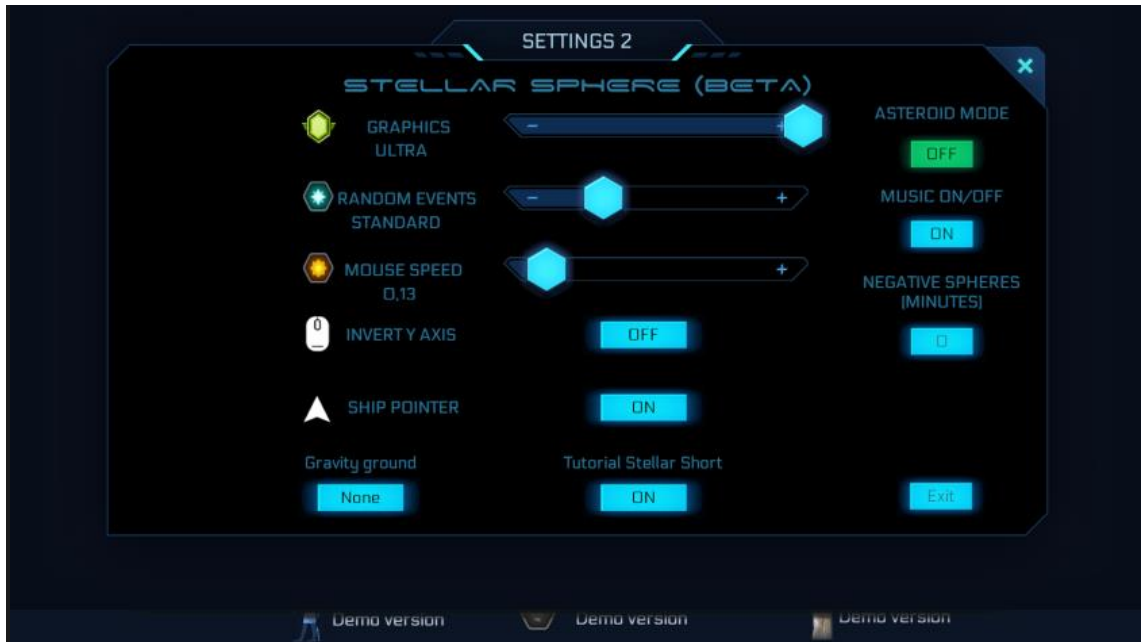 SETTINGS 2
STELLAR SPHERE (BETA)
GRAPHICS
ULTRA
RANDOM EVENTS
STANDARD
MOUSE SPEED
0,13
INVERT Y AXIS
OFF
SHIP POINTER
ON
Gravity ground
None
Tutorial Stellar Short
ON
ASTEROID MODE
OFF
MUSIC ON/OFF
ON
NEGATIVE SPHERES
(MINUTES)
0
Exit
Demo version
Demo version
Demo version